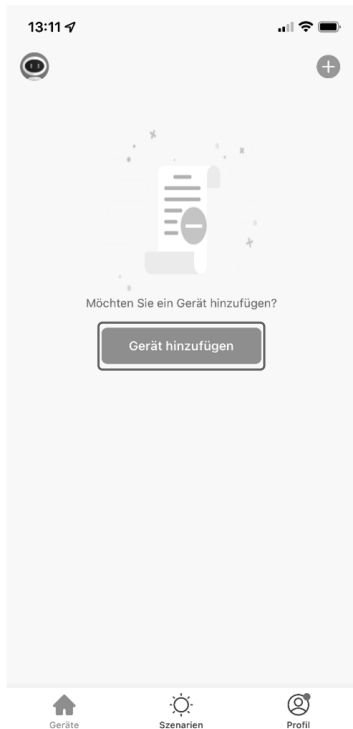 13:11
Möchten Sie ein Gerät hinzufügen?
Gerät hinzufügen
Geräte
Szenarien
Profil